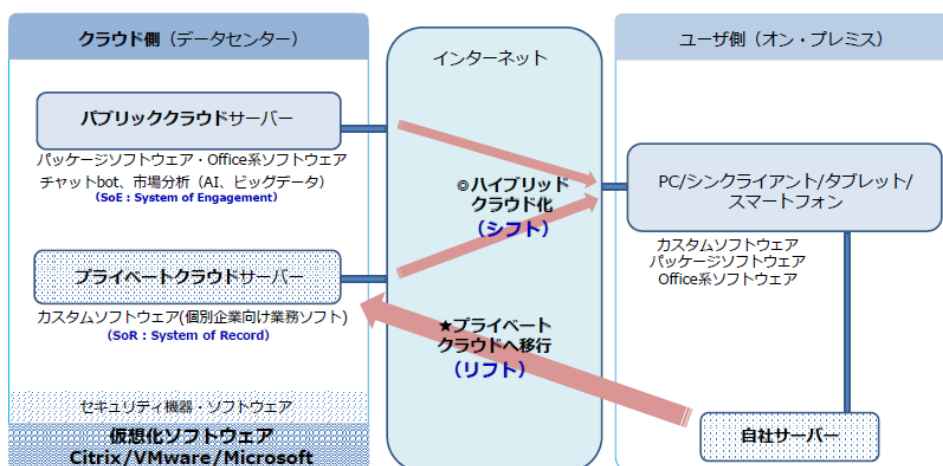 クラウド側（データセンター）
パブリッククラウドサーバー
パッケージソフトウェア・Office系ソフトウェア
チャットbot、市場分析（AI、ビッグデータ）
（SoE：System of Engagement）
プライベートクラウドサーバー
カスタムソフトウェア(個別企業向け業務ソフト)
（SoR：System of Record）
セキュリティ機器・ソフトウェア
仮想化ソフトウェア
Citrix/VMware/Microsoft
インターネット
◎ハイブリッド
クラウド化
（シフト）
★プライベート
クラウドへ移行
（リフト）
ユーザ側（オン・プレミス）
PC/シンクライアント/タブレット/
スマートフォン
カスタムソフトウェア
パッケージソフトウェア
Office系ソフトウェア
自社サーバー